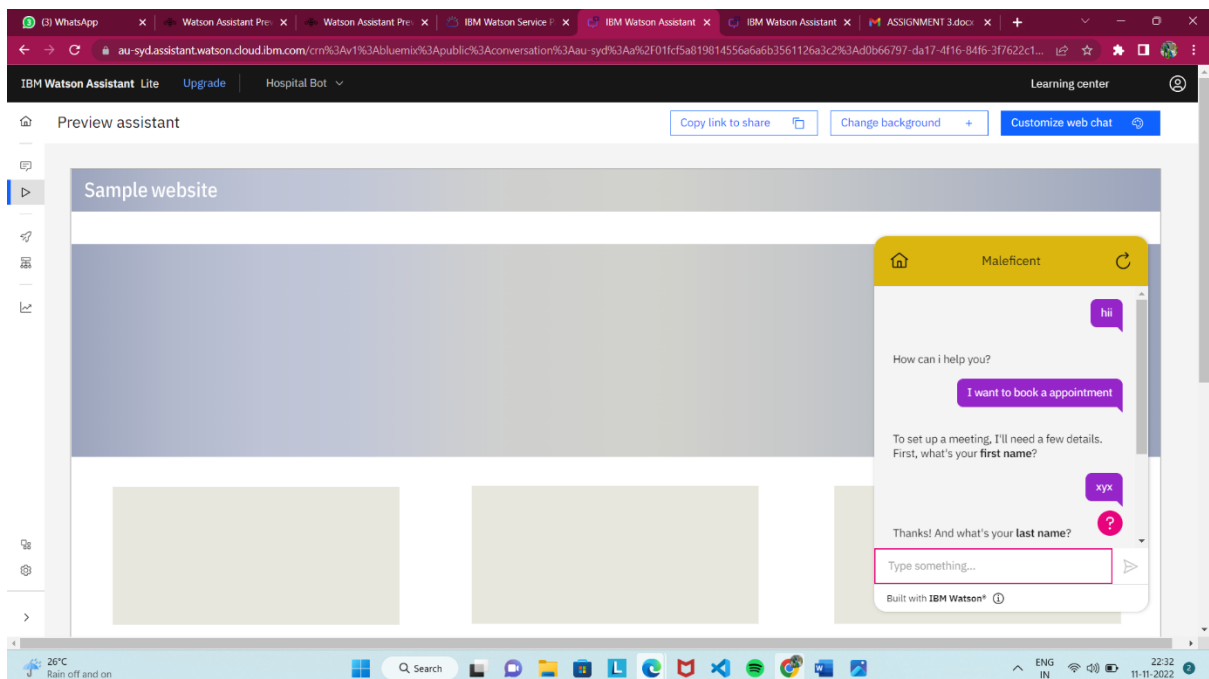 (3) WhatsApp
Watson Assistant Prev
Watson Assistant Prev
IBM Watson Service P
IBM Watson Assistant
IBM Watson Assistant
ASSIGNMENT 3.docx
au-syd.assistant.watson.cloud.ibm.com/crn%3Av1%3Abluemix%3Apublic%3Aconversation%3Aau-syd%3Aa%2F01fcf5a819814556a6a6b3561126a3c2%3Ad0b66797-da17-4f16-84f6-3f7622c1...
IBM Watson Assistant Lite Upgrade Hospital Bot Learning center
Preview assistant Copy link to share Change background + Customize web chat
Sample website
Maleficent
hii
How can i help you?
I want to book a appointment
To set up a meeting, I'll need a few details.
First, what's your first name?
xyx
?
Thanks! And what's your last name?
Type something...
Built with IBM Watson®
26°C
Rain off and on
Search
ENG
IN
22:32
11-11-2022
2